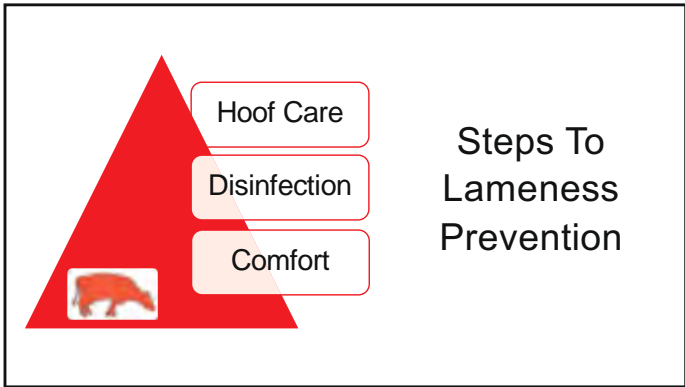 Hoof Care
Disinfection
Comfort
Steps To
Lameness
Prevention